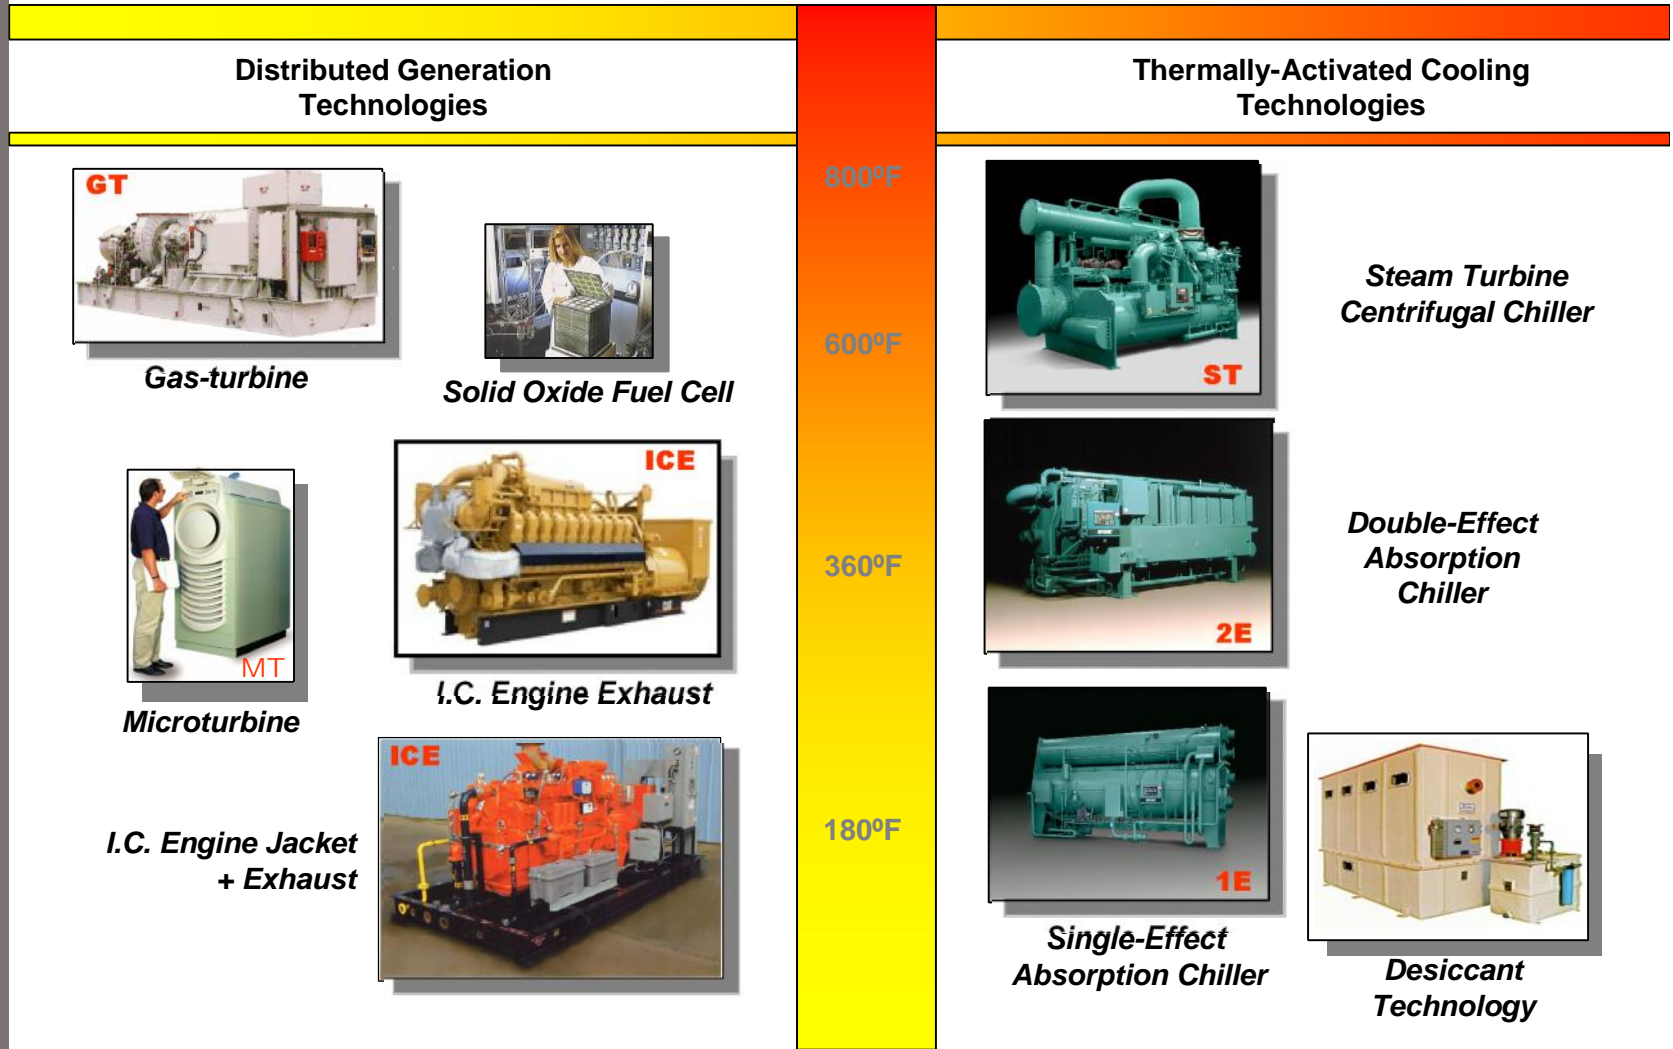 Distributed Generation
Technologies
Thermally-Activated Cooling
Technologies
800ºF
600ºF
360ºF
180ºF
GT
Gas-turbine
Solid Oxide Fuel Cell
MT
Microturbine
ICE
I.C. Engine Exhaust
ICE
I.C. Engine Jacket
+ Exhaust
ST
Steam Turbine
Centrifugal Chiller
2E
Double-Effect
Absorption
Chiller
1E
Single-Effect
Absorption Chiller
Desiccant
Technology